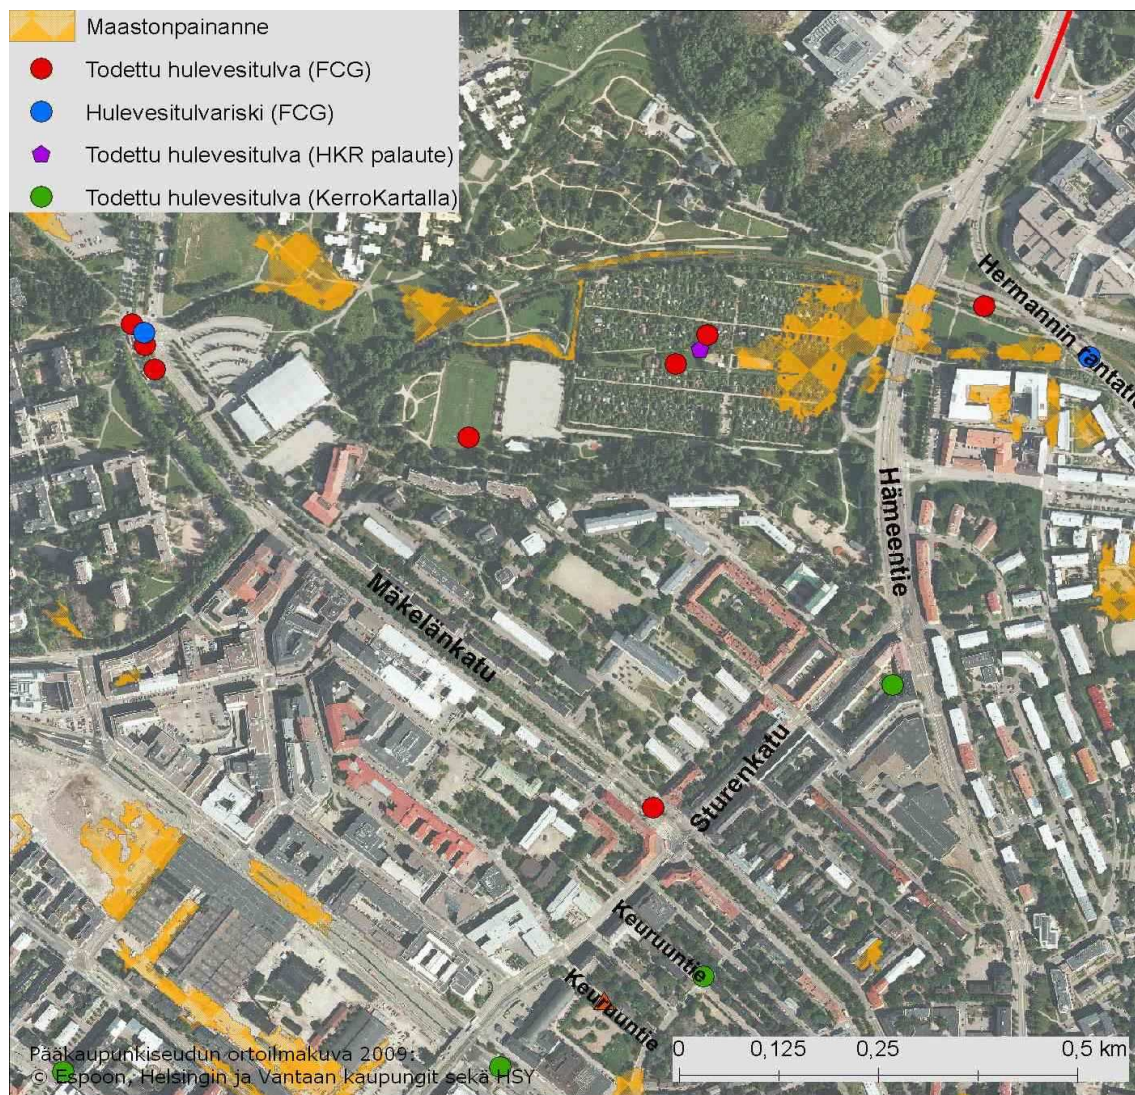 Maastonpainanne
Todettu hulevesitulva (FCG)
Hulevesitulvariski (FCG)
Todettu hulevesitulva (HKR palaute)
Todettu hulevesitulva (KerroKartalla)
Hermannin rantatie
Hämeentie
Mäkelänkatu
Sturenkatu
Keuruuntie
Keuruuntie
Pääkaupunkiseudun ortoilmakuva 2009:
© Espoon, Helsingin ja Vantaan kaupungit sekä HSY
0 0,125 0,25 0,5 km